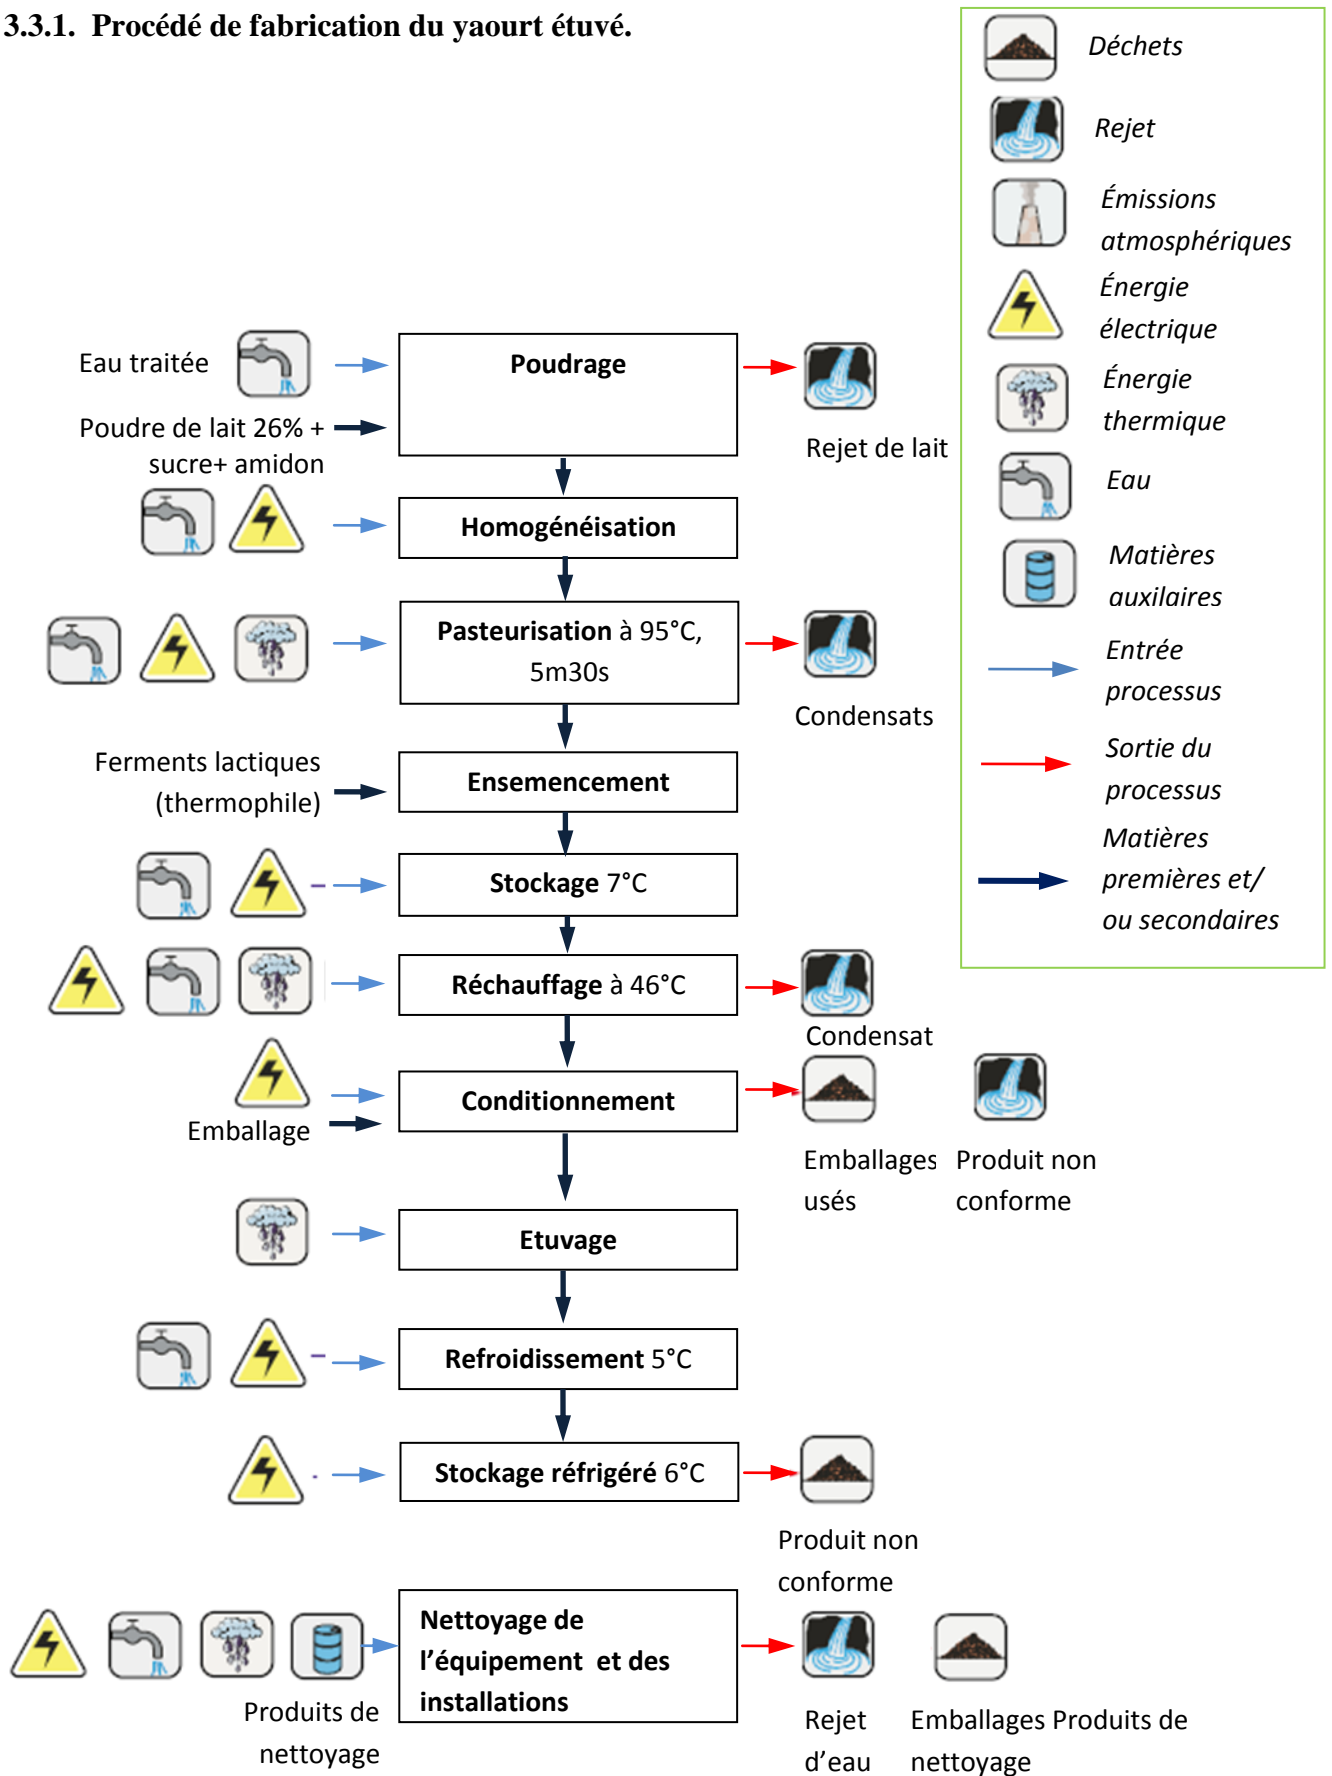 3.3.1. Procédé de fabrication du yaourt étuvé.
Déchets
Rejet
Émissions
atmosphériques
Énergie
électrique
Énergie
thermique
Eau
Matières
auxilaires
Entrée
processus
Sortie du
processus
Matières
premières et/
ou secondaires
Eau traitée
Poudrage
Poudre de lait 26% +
sucre+ amidon
Rejet de lait
Homogénéisation
Pasteurisation à 95°C,
5m30s
Condensats
Ferments lactiques
(thermophile)
Ensemencement
Stockage 7°C
Réchauffage à 46°C
Condensat
Conditionnement
Emballage
Emballages
usés
Produit non
conforme
Etuvage
Refroidissement 5°C
Stockage réfrigéré 6°C
Produit non
conforme
Nettoyage de
l'équipement et des
installations
Produits de
nettoyage
Rejet
d'eau
Emballages Produits de
nettoyage